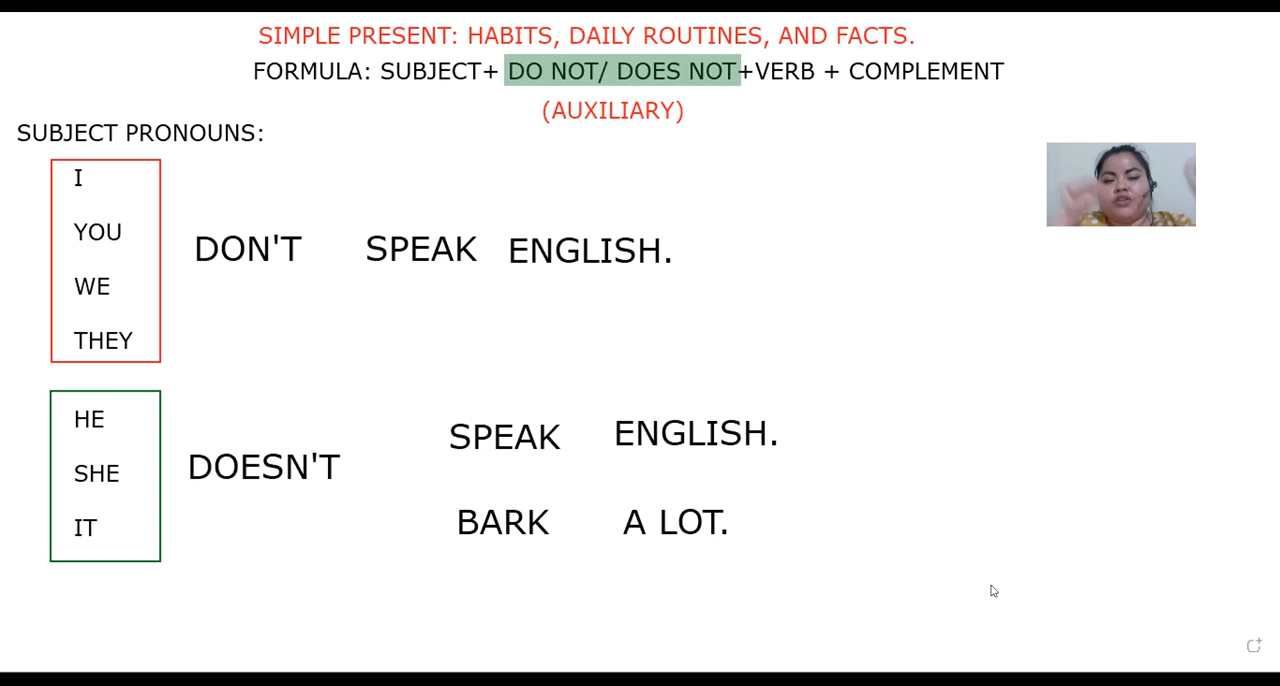 SIMPLE PRESENT: HABITS, DAILY ROUTINES, AND FACTS.
FORMULA: SUBJECT+ DO NOT/ DOES NOT+VERB + COMPLEMENT
(AUXILIARY)
SUBJECT PRONOUNS:
I
YOU
WE
THEY
DON'T SPEAK ENGLISH.
HE
SHE
IT
DOESN'T
SPEAK ENGLISH.
BARK A LOT.